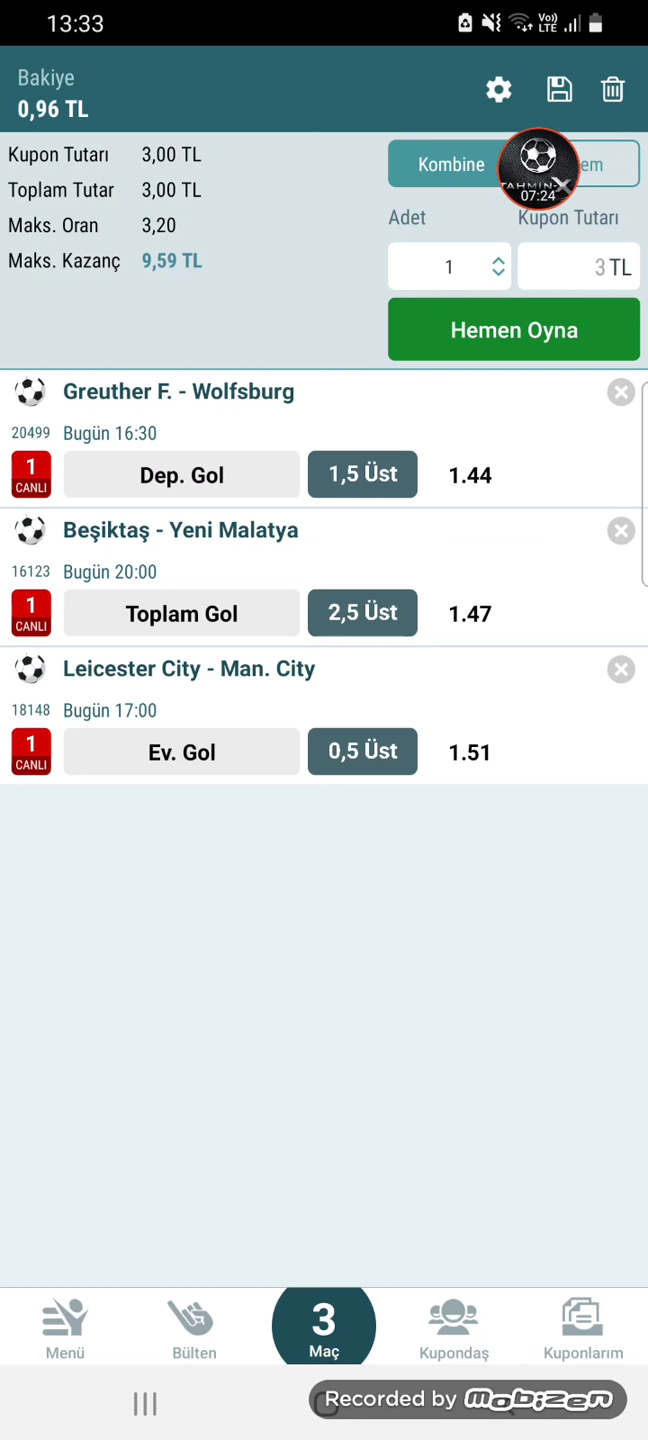 13:33
Vo))
LTE
Bakiye
0,96 TL
Kupon Tutarı 3,00 TL
Toplam Tutar 3,00 TL
Maks. Oran 3,20
Maks. Kazanç 9,59 TL
Kombine
em
TAHMİN-X
07:24
Adet Kupon Tutarı
1 3 TL
Hemen Oyna
Greuther F. - Wolfsburg
20499 Bugün 16:30
1 CANLI Dep. Gol 1,5 Üst 1.44
Beşiktaş - Yeni Malatya
16123 Bugün 20:00
1 CANLI Toplam Gol 2,5 Üst 1.47
Leicester City - Man. City
18148 Bugün 17:00
1 CANLI Ev. Gol 0,5 Üst 1.51
Menü Bülten 3 Maç Kupondaş Kuponlarım
Recorded by mobizen